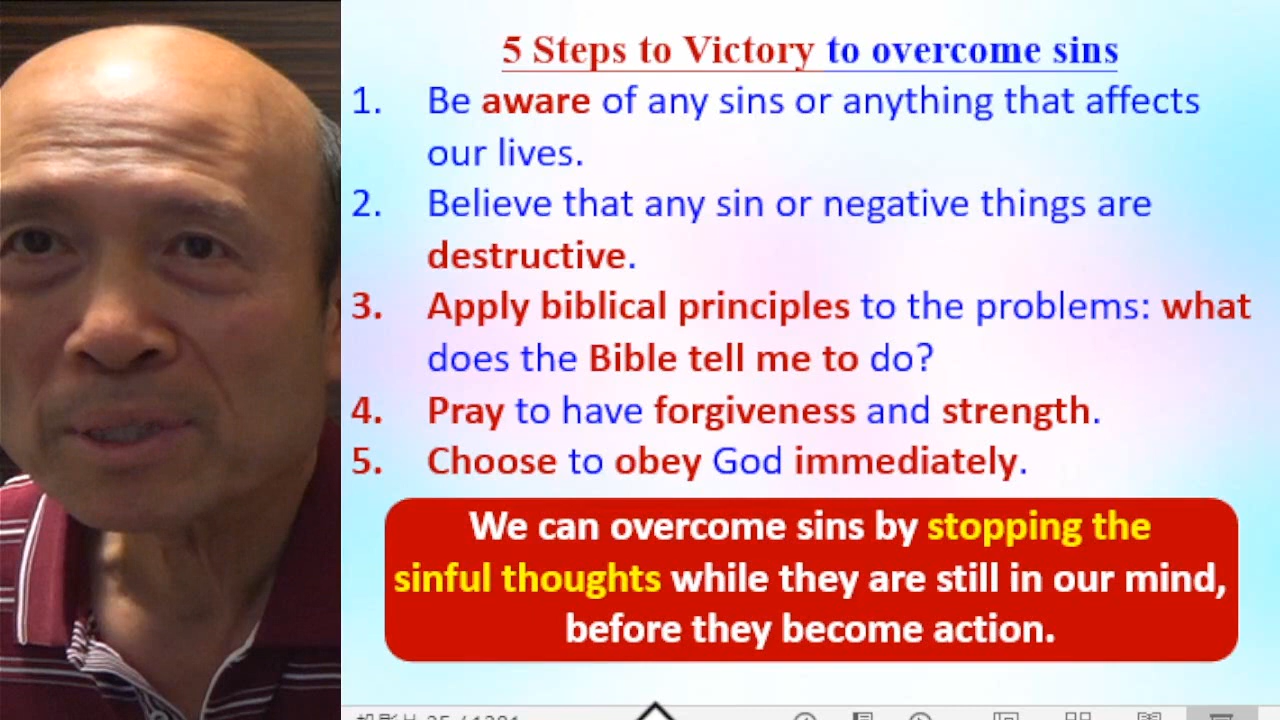 5 Steps to Victory to overcome sins
1. Be aware of any sins or anything that affects
our lives.
2. Believe that any sin or negative things are
destructive.
3. Apply biblical principles to the problems: what
does the Bible tell me to do?
4. Pray to have forgiveness and strength.
5. Choose to obey God immediately.
We can overcome sins by stopping the
sinful thoughts while they are still in our mind,
before they become action.